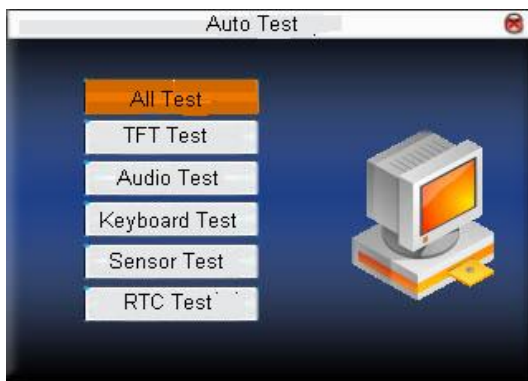 Auto Test
All Test
TFT Test
Audio Test
Keyboard Test
Sensor Test
RTC Test